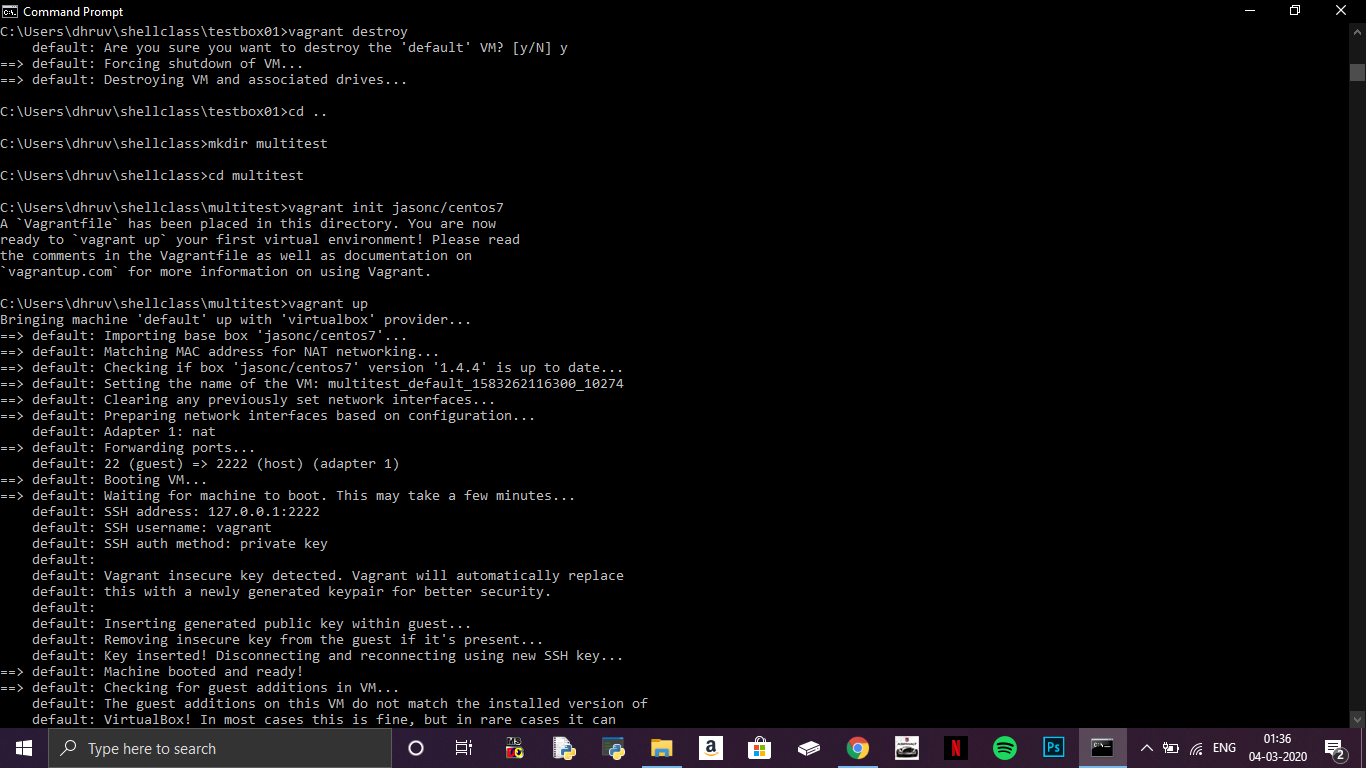 Command Prompt
C:\Users\dhruv\shellclass\testbox01>vagrant destroy
    default: Are you sure you want to destroy the 'default' VM? [y/N] y
==> default: Forcing shutdown of VM...
==> default: Destroying VM and associated drives...
C:\Users\dhruv\shellclass\testbox01>cd ..
C:\Users\dhruv\shellclass>mkdir multitest
C:\Users\dhruv\shellclass>cd multitest
C:\Users\dhruv\shellclass\multitest>vagrant init jasonc/centos7
A `Vagrantfile` has been placed in this directory. You are now
ready to `vagrant up` your first virtual environment! Please read
the comments in the Vagrantfile as well as documentation on
`vagrantup.com` for more information on using Vagrant.
C:\Users\dhruv\shellclass\multitest>vagrant up
Bringing machine 'default' up with 'virtualbox' provider...
==> default: Importing base box 'jasonc/centos7'...
==> default: Matching MAC address for NAT networking...
==> default: Checking if box 'jasonc/centos7' version '1.4.4' is up to date...
==> default: Setting the name of the VM: multitest_default_1583262116300_10274
==> default: Clearing any previously set network interfaces...
==> default: Preparing network interfaces based on configuration...
    default: Adapter 1: nat
==> default: Forwarding ports...
    default: 22 (guest) => 2222 (host) (adapter 1)
==> default: Booting VM...
==> default: Waiting for machine to boot. This may take a few minutes...
    default: SSH address: 127.0.0.1:2222
    default: SSH username: vagrant
    default: SSH auth method: private key
    default:
    default: Vagrant insecure key detected. Vagrant will automatically replace
    default: this with a newly generated keypair for better security.
    default:
    default: Inserting generated public key within guest...
    default: Removing insecure key from the guest if it's present...
    default: Key inserted! Disconnecting and reconnecting using new SSH key...
==> default: Machine booted and ready!
==> default: Checking for guest additions in VM...
    default: The guest additions on this VM do not match the installed version of
    default: VirtualBox! In most cases this is fine, but in rare cases it can
Type here to search
a
N
Ps
ENG
01:36
04-03-2020
2